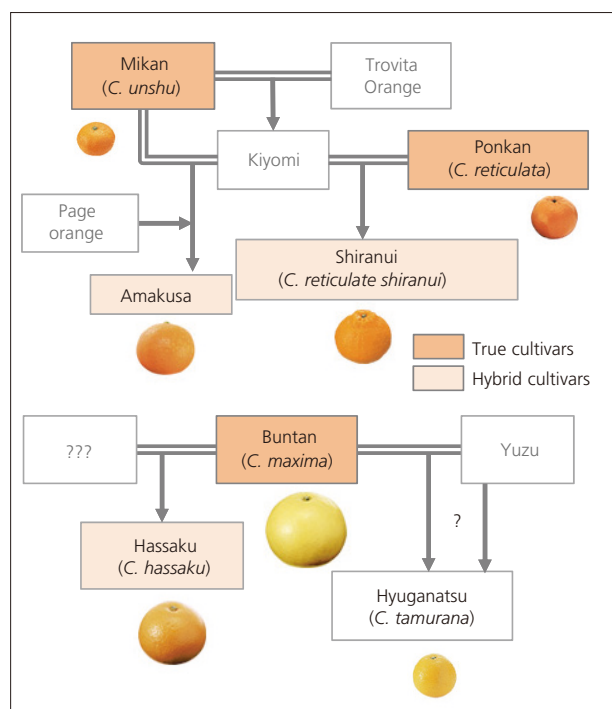 Mikan
(C. unshu)
Trovita
Orange
Kiyomi
Ponkan
(C. reticulata)
Page
orange
Shiranui
(C. reticulate shiranui)
Amakusa
True cultivars
Hybrid cultivars
???
Buntan
(C. maxima)
Yuzu
?
Hassaku
(C. hassaku)
Hyuganatsu
(C. tamurana)